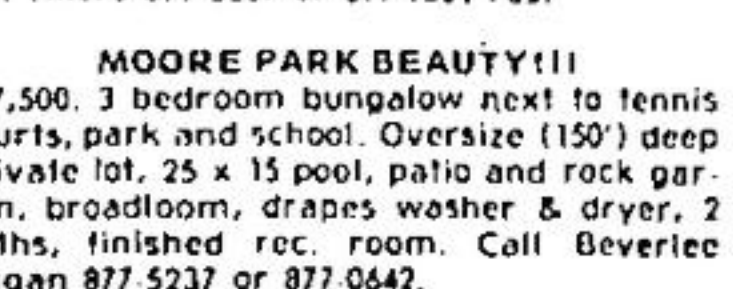 MOORE PARK BEAUTY!!!
7,500. 3 bedroom bungalow next to tennis
urts, park and school. Oversize (150') deep
ivate lot, 25 x 15 pool, patio and rock gar-
n, broadloom, drapes washer & dryer, 2
ths, finished rec. room. Call Beverlee
gan 877-5237 or 877-0642.